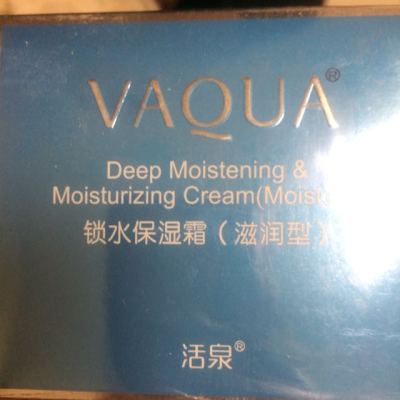 VAQUA®
Deep Moistening &
Moisturizing Cream(Moist
锁水保湿霜（滋润型）
活泉®